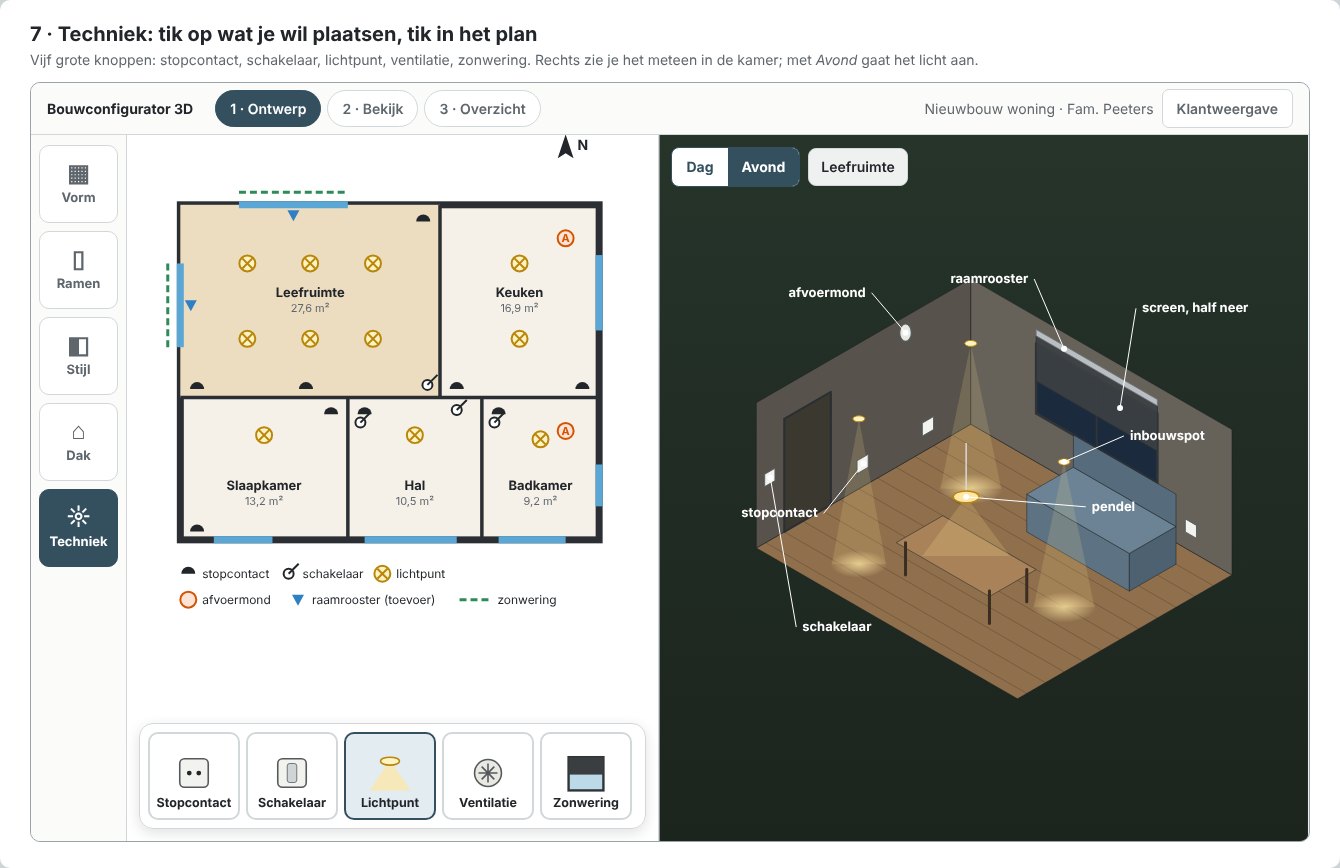 7 · Techniek: tik op wat je wil plaatsen, tik in het plan
Vijf grote knoppen: stopcontact, schakelaar, lichtpunt, ventilatie, zonwering. Rechts zie je het meteen in de kamer; met Avond gaat het licht aan.
Bouwconfigurator 3D
1 · Ontwerp
2 · Bekijk
3 · Overzicht
Nieuwbouw woning · Fam. Peeters
Klantweergave
Vorm
Ramen
Stijl
Dak
Techniek
N
A
Leefruimte
27,6 m²
Keuken
16,9 m²
A
Slaapkamer
13,2 m²
Hal
10,5 m²
Badkamer
9,2 m²
stopcontact
schakelaar
lichtpunt
afvoermond
raamrooster (toevoer)
zonwering
Stopcontact
Schakelaar
Lichtpunt
Ventilatie
Zonwering
Dag
Avond
Leefruimte
raamrooster
afvoermond
screen, half neer
inbouwspot
pendel
stopcontact
schakelaar